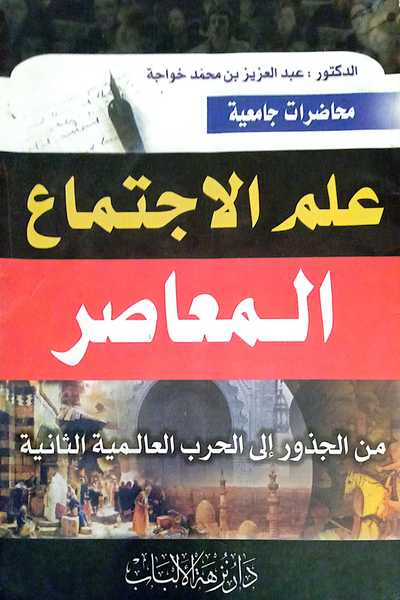 الدكتور : عبد العزيز بن محمد خواجة
محاضرات جامعية
علم الاجتماع
المعاصر
من الجذور إلى الحرب العالمية الثانية
دار نزهة الألباب